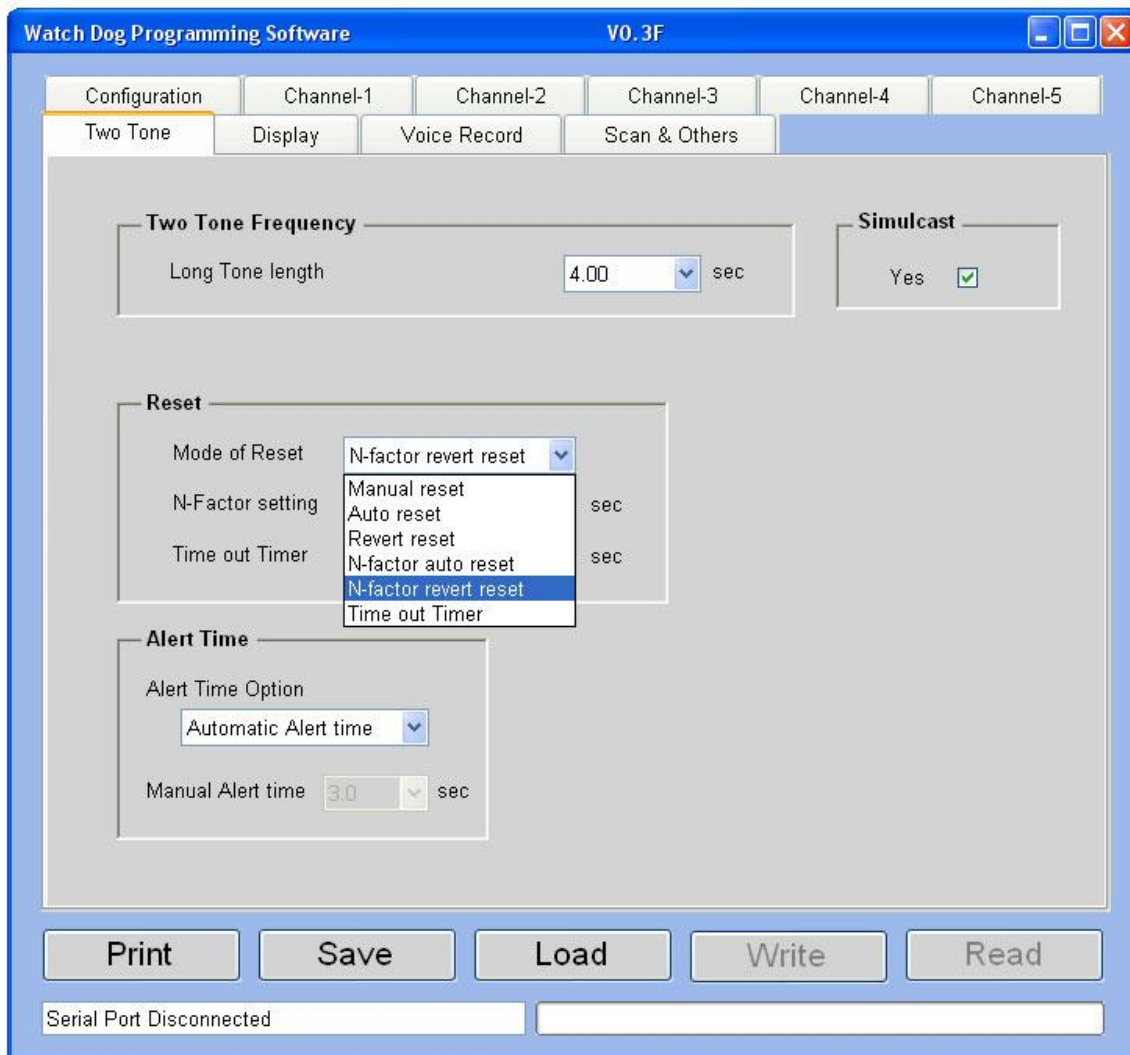 Watch Dog Programming Software V0.3F
Configuration Channel-1 Channel-2 Channel-3 Channel-4 Channel-5
Two Tone Display Voice Record Scan & Others
Two Tone Frequency Simulcast
Long Tone length 4.00 sec Yes
Reset
Mode of Reset N-factor revert reset
Manual reset
N-Factor setting sec
Auto reset
Revert reset
Time out Timer sec
N-factor auto reset
N-factor revert reset
Time out Timer
Alert Time
Alert Time Option
Automatic Alert time
Manual Alert time 3.0 sec
Print Save Load Write Read
Serial Port Disconnected